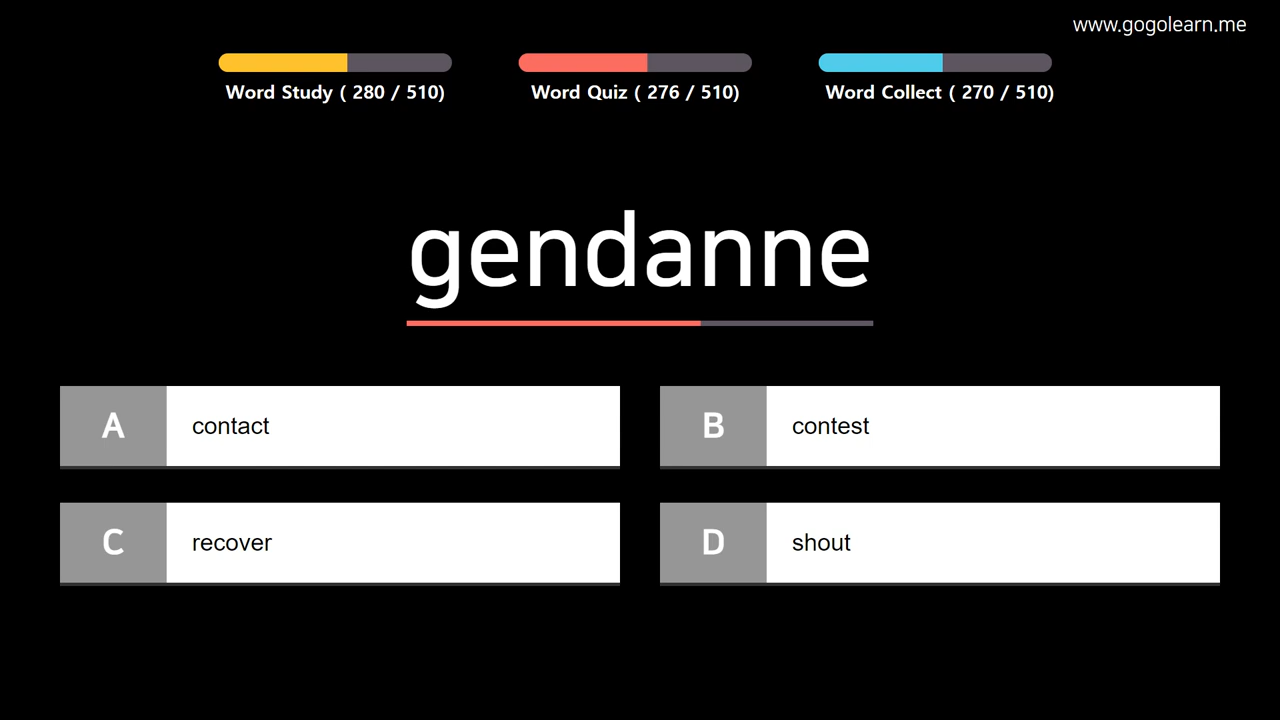 www.gogolearn.me
Word Study ( 280 / 510)
Word Quiz ( 276 / 510)
Word Collect ( 270 / 510)
gendanne
A contact
B contest
C recover
D shout